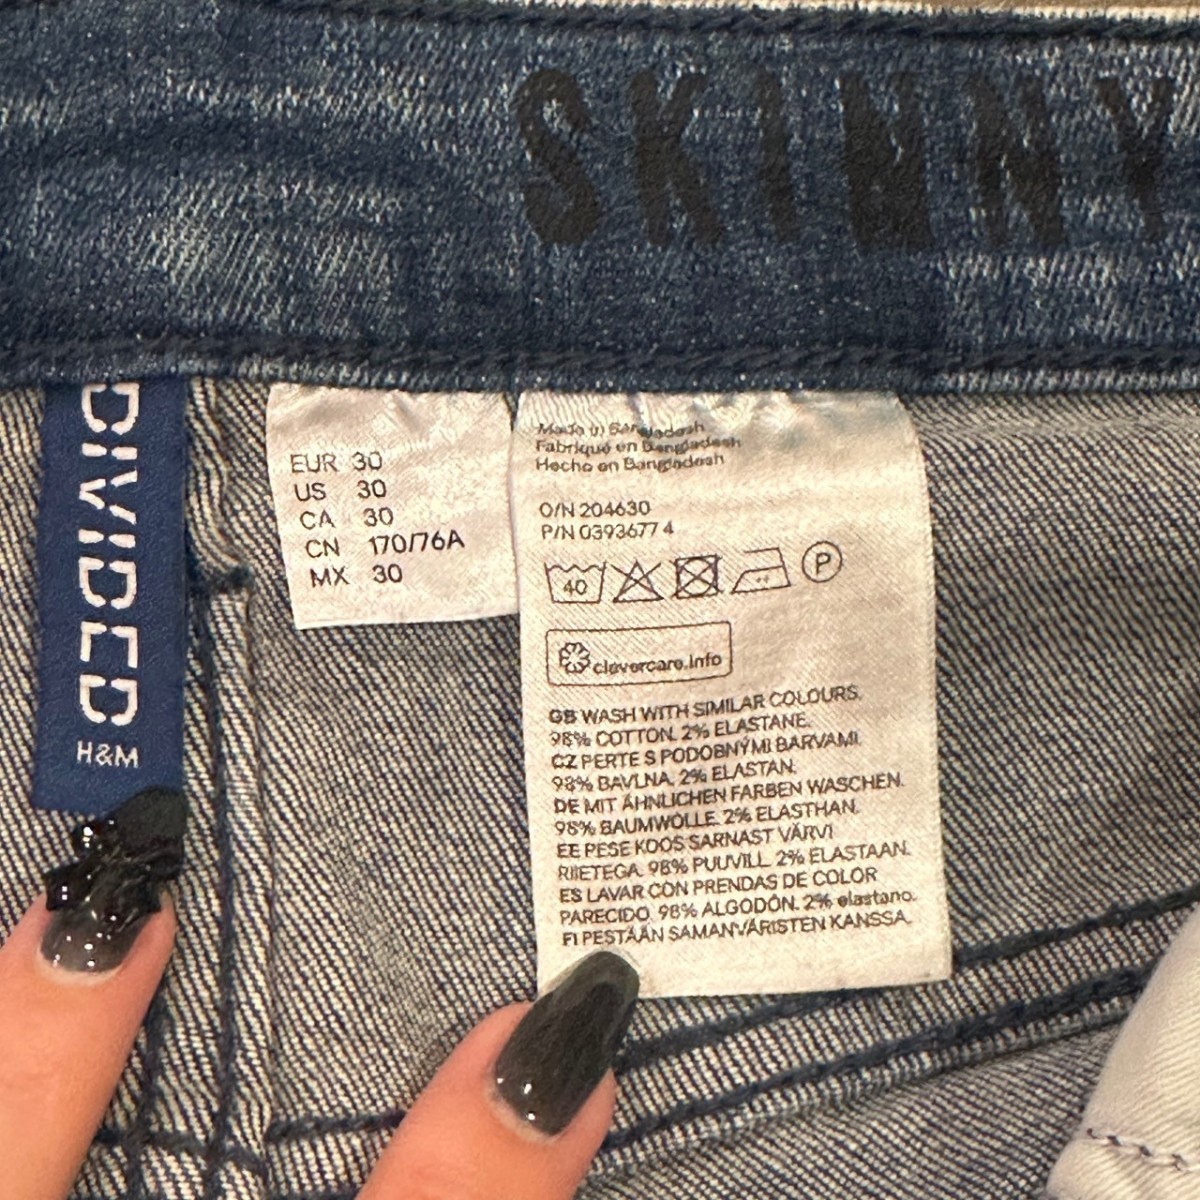 SKINNY
DIVIDED
H&M
EUR 30
US 30
CA 30
CN 170/76A
MX 30
Made in Bangladesh
Fabriqué en Bangladesh
Hecho en Bangladesh
O/N 204630
P/N 0393677 4
40
P
clevercare.info
GB WASH WITH SIMILAR COLOURS.
98% COTTON. 2% ELASTANE.
CZ PERTE S PODOBNÝMI BARVAMI.
98% BAVLNA. 2% ELASTAN.
DE MIT ÄHNLICHEN FARBEN WASCHEN.
98% BAUMWOLLE. 2% ELASTHAN.
EE PESE KOOS SARNAST VÄRVI
RIIETEGA. 98% PUUVILL. 2% ELASTAAN.
ES LAVAR CON PRENDAS DE COLOR
PARECIDO. 98% ALGODÓN. 2% elastano.
FI PESTÄÄN SAMANVÄRISTEN KANSSA.